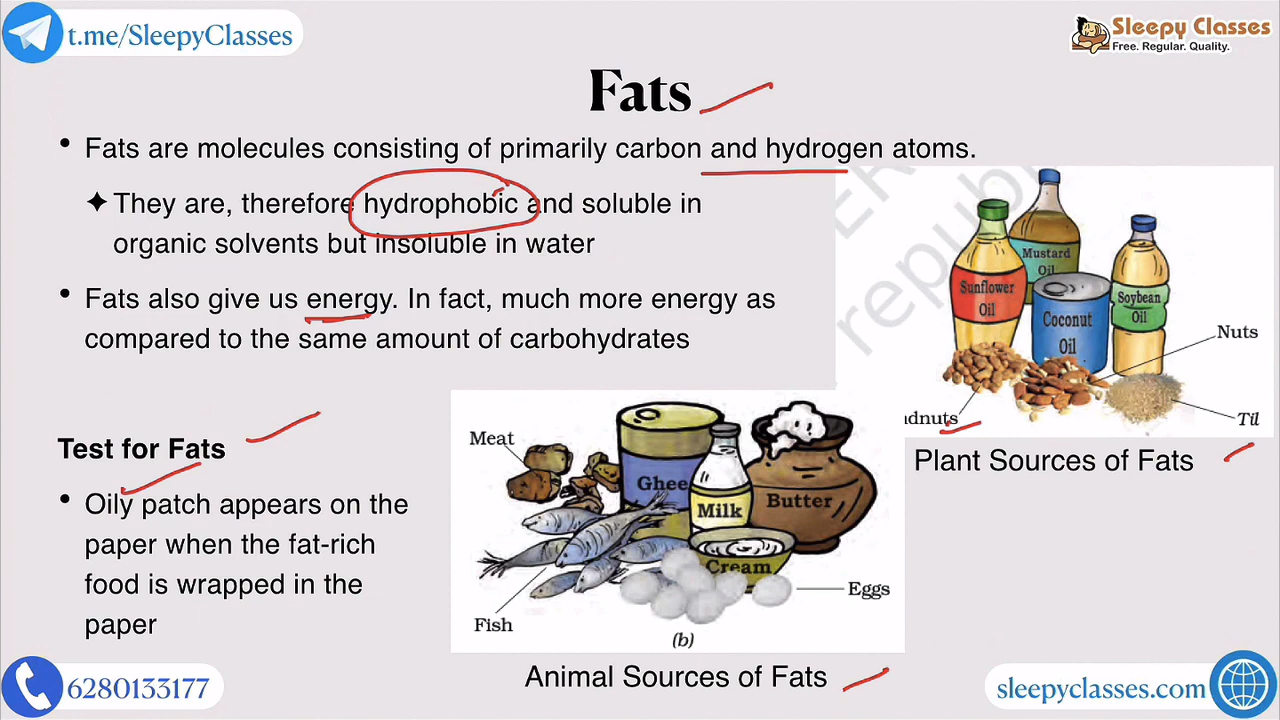 t.me/SleepyClasses
Sleepy Classes
Free. Regular. Quality.
Fats
• Fats are molecules consisting of primarily carbon and hydrogen atoms.
✦ They are, therefore hydrophobic and soluble in
organic solvents but insoluble in water
• Fats also give us energy. In fact, much more energy as
compared to the same amount of carbohydrates
Mustard
Oil
Sunflower
Oil
Soybean
Oil
Coconut
Oil
Nuts
Til
Plant Sources of Fats
Test for Fats
• Oily patch appears on the
paper when the fat-rich
food is wrapped in the
paper
Meat
Ghee
Milk
Butter
Cream
Eggs
Fish
(b)
Animal Sources of Fats
6280133177
sleepyclasses.com